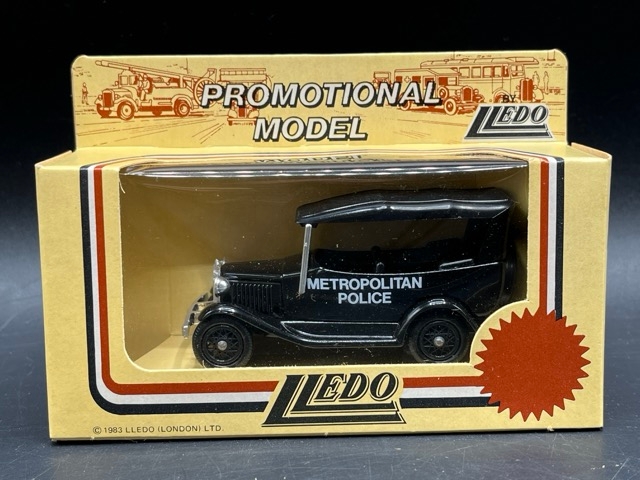 PROMOTIONAL
MODEL
BY
LLEDO
METROPOLITAN
POLICE
LLEDO
© 1983 LLEDO (LONDON) LTD.